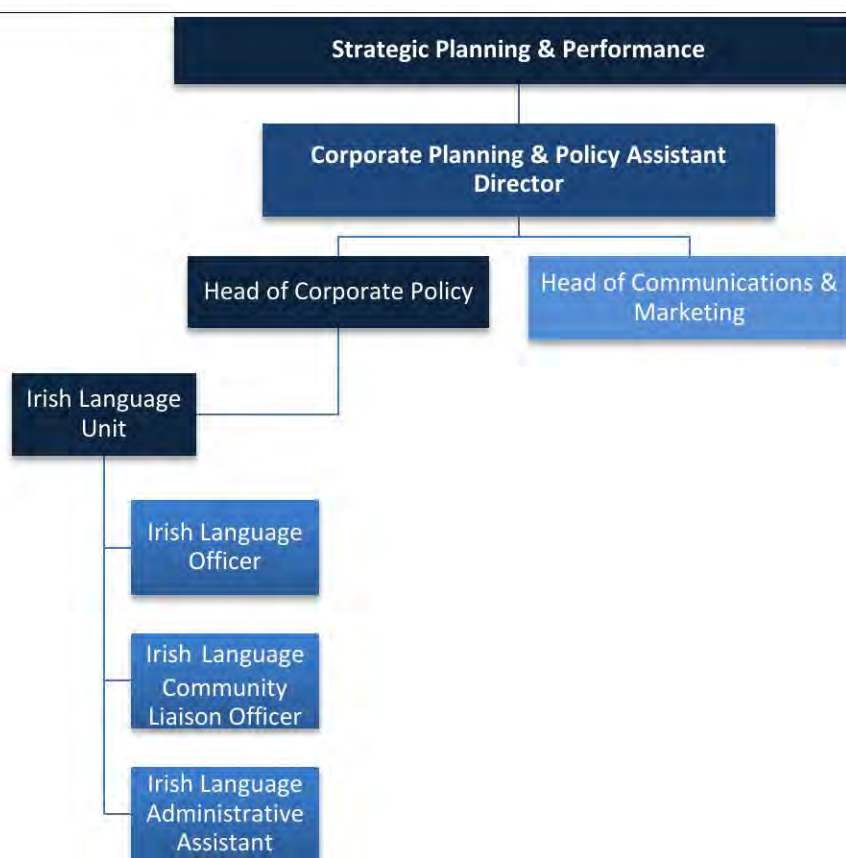 Strategic Planning & Performance
Corporate Planning & Policy Assistant
Director
Head of Corporate Policy
Head of Communications &
Marketing
Irish Language
Unit
Irish Language
Officer
Irish Language
Community
Liaison Officer
Irish Language
Administrative
Assistant